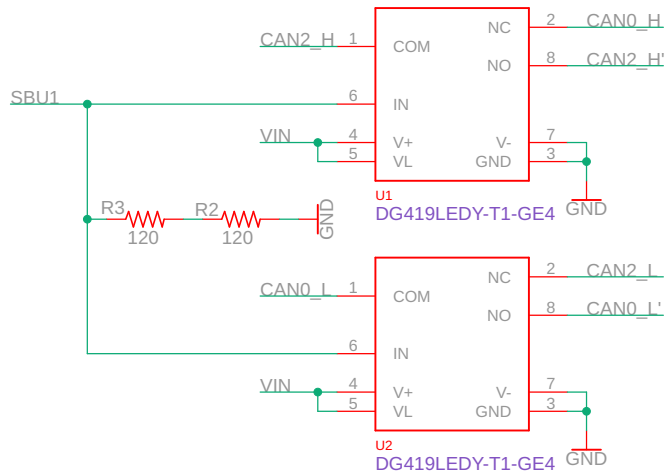 CAN2_H 1 COM NC 2 CAN0_H
NO 8 CAN2_H'
SBU1 6 IN
VIN 4 V+ V- 7
5 VL GND 3
GND
U1
DG419LEDY-T1-GE4
R3 R2 GND
120 120
CAN0_L 1 COM NC 2 CAN2_L
NO 8 CAN0_L'
6 IN
VIN 4 V+ V- 7
5 VL GND 3
GND
U2
DG419LEDY-T1-GE4